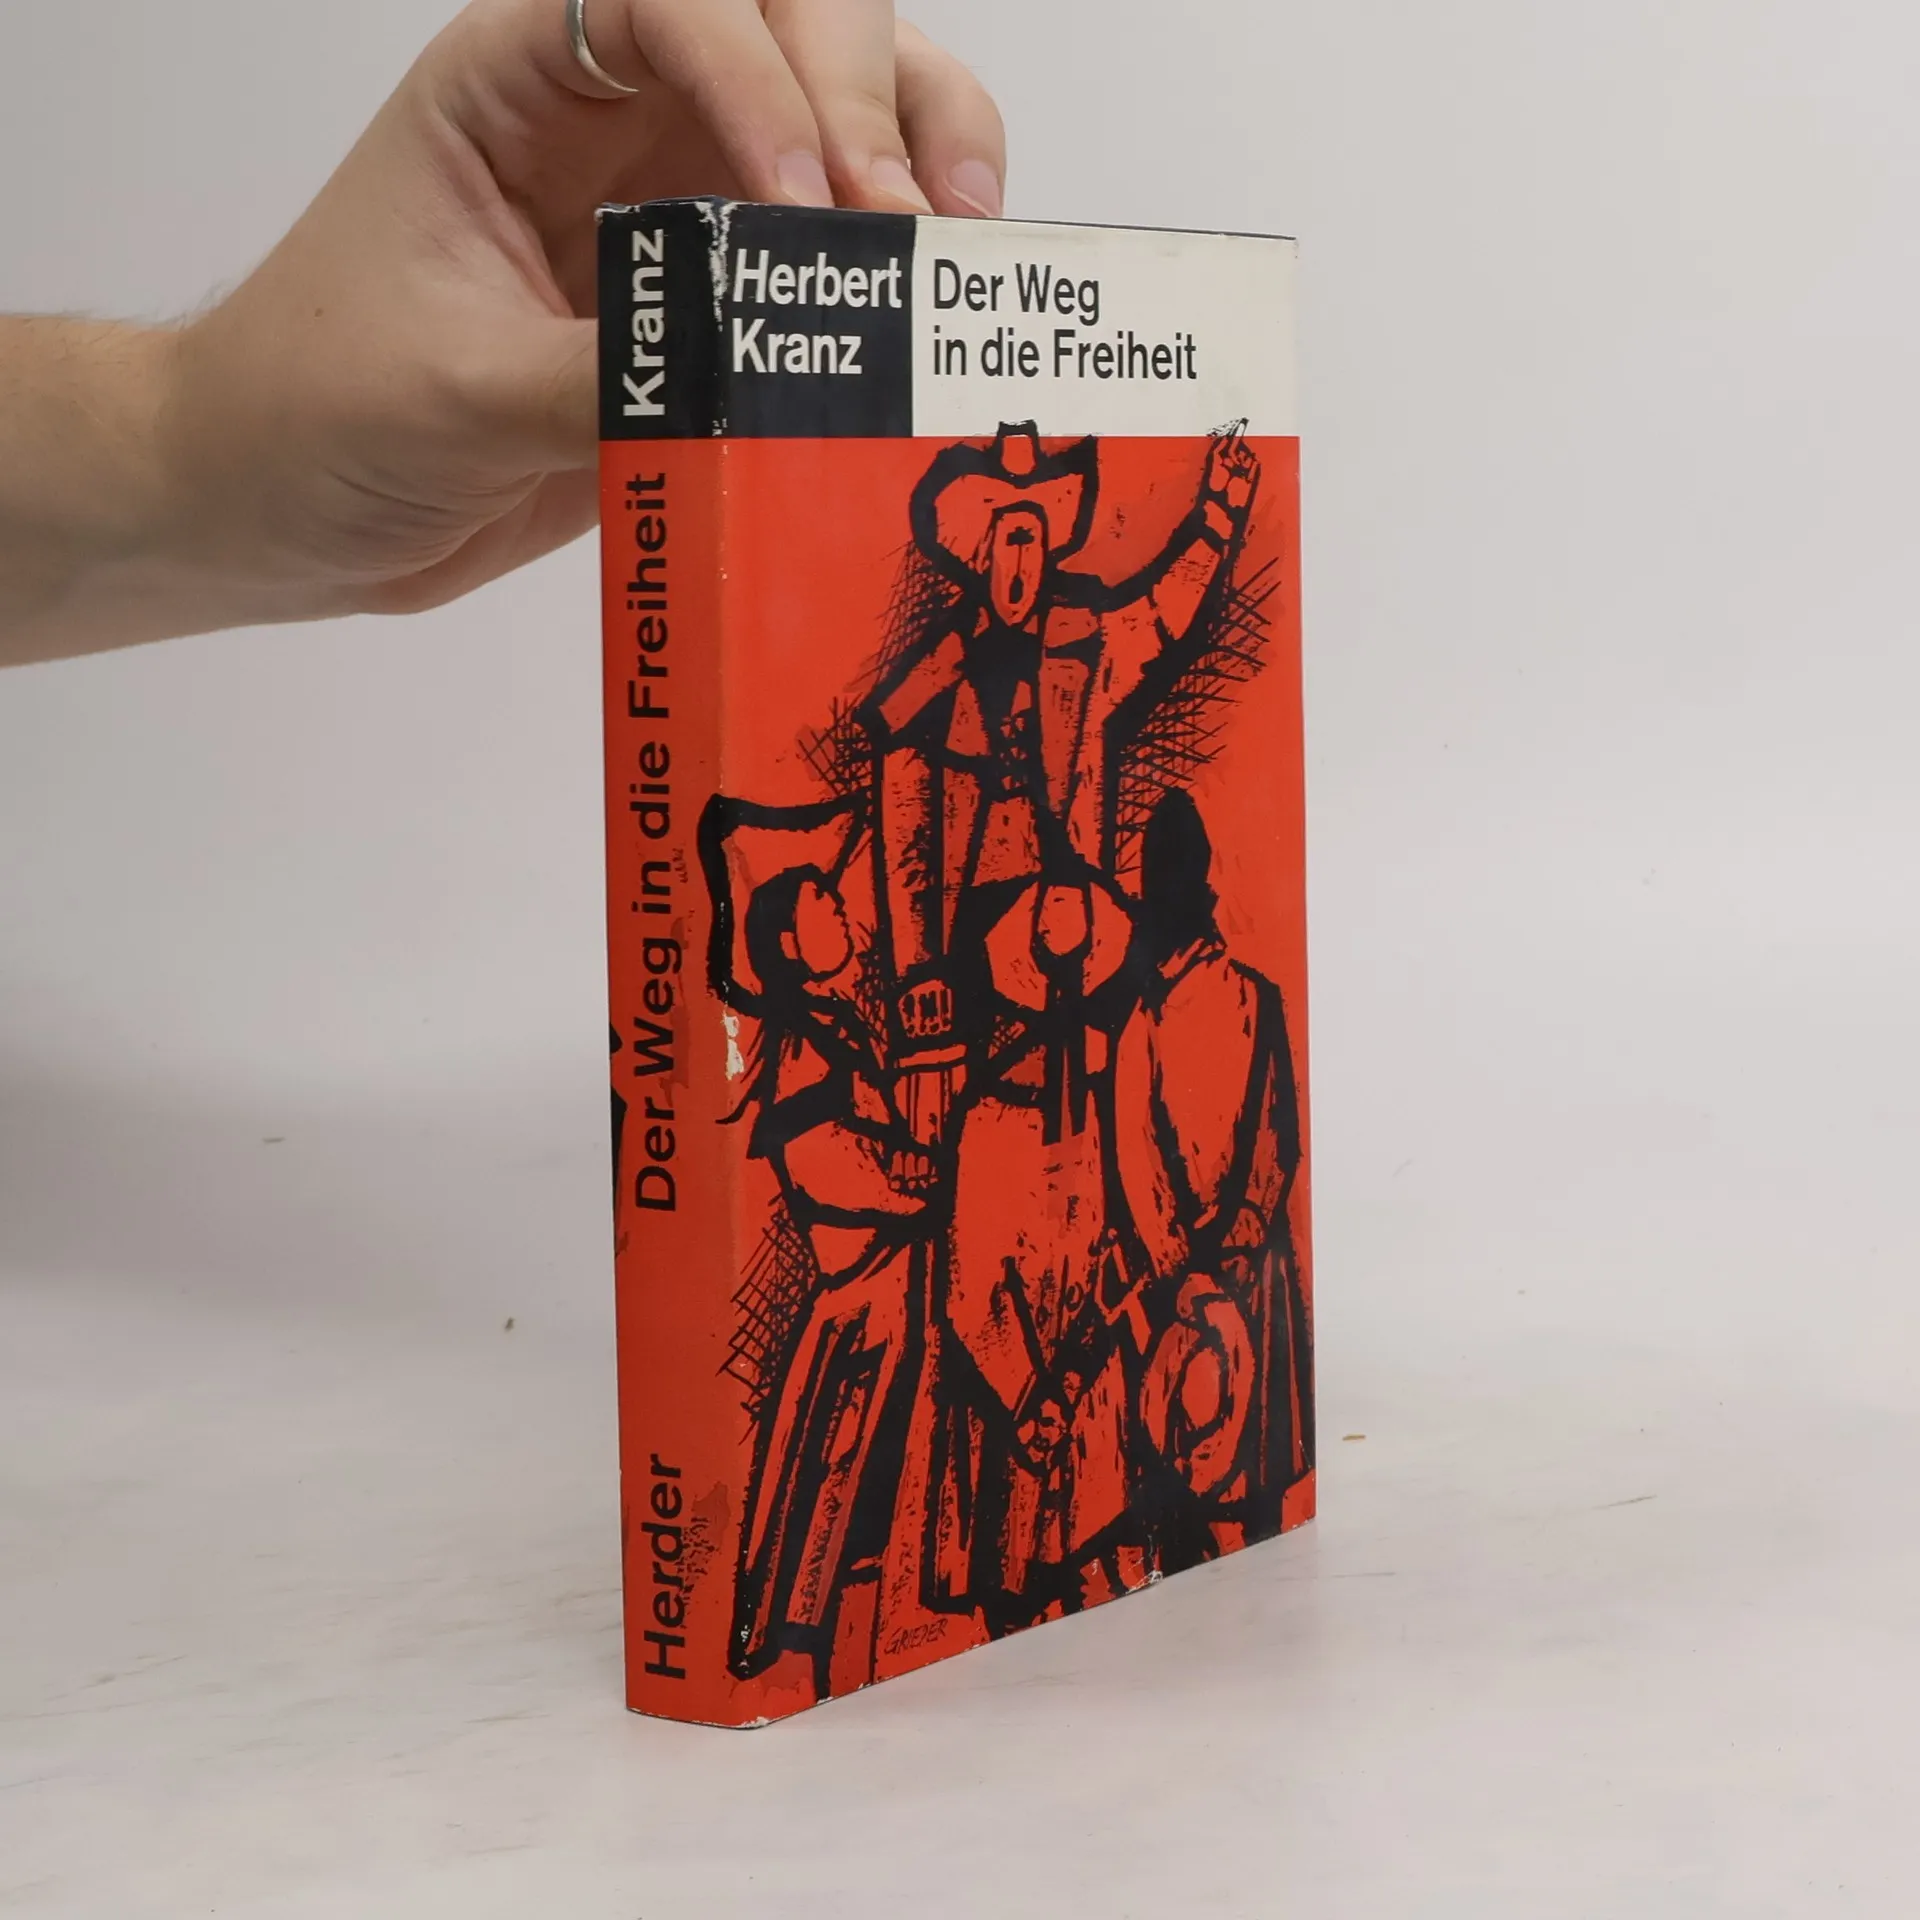 Kranz
Der Weg in die Freiheit
Herder
Herbert
Kranz
Der Weg
in die Freiheit
GRIEDER